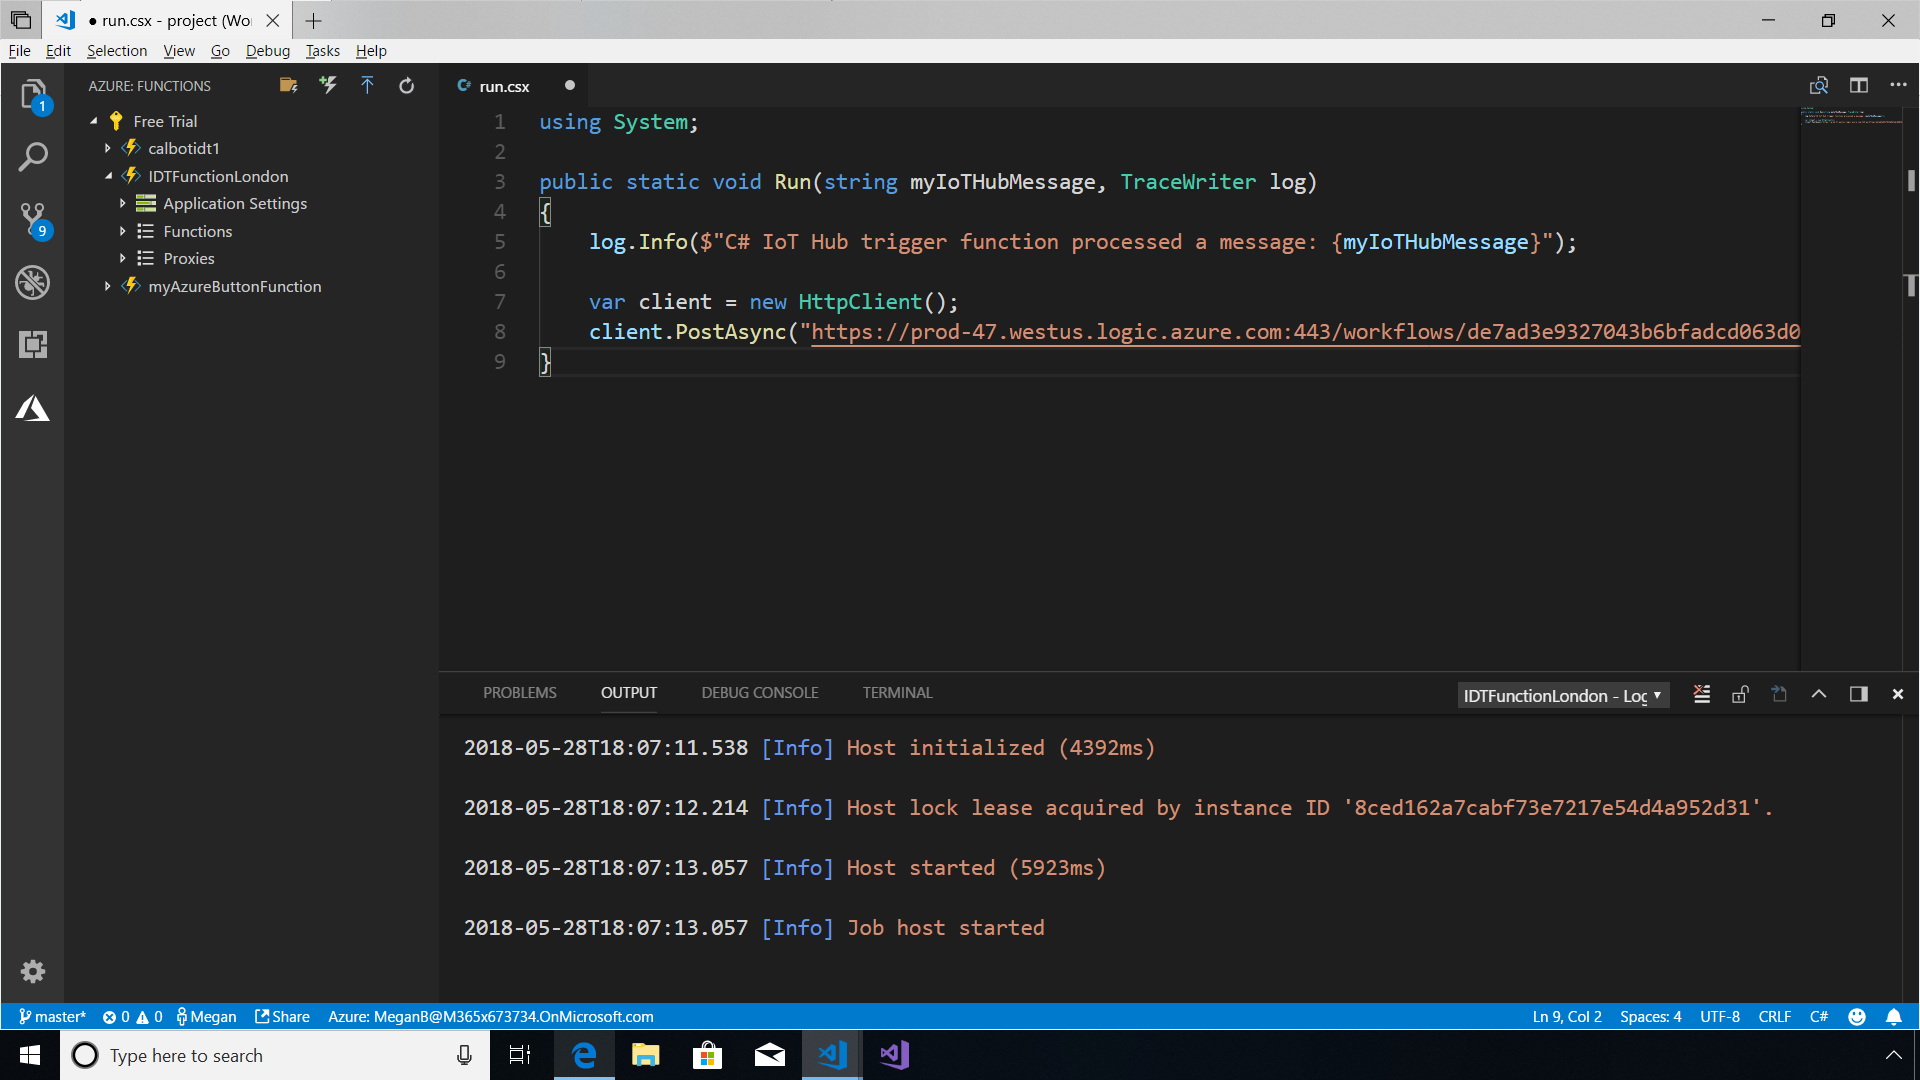 ● run.csx - project (Wo
File Edit Selection View Go Debug Tasks Help
AZURE: FUNCTIONS
1
9
Free Trial
calbotidt1
IDTFunctionLondon
Application Settings
Functions
Proxies
myAzureButtonFunction
C# run.csx
1 using System;
2
3 public static void Run(string myIoTHubMessage, TraceWriter log)
4 {
5 log.Info($"C# IoT Hub trigger function processed a message: {myIoTHubMessage}");
6
7 var client = new HttpClient();
8 client.PostAsync("https://prod-47.westus.logic.azure.com:443/workflows/de7ad3e9327043b6bfadcd063d0
9 }
PROBLEMS OUTPUT DEBUG CONSOLE TERMINAL
IDTFunctionLondon - Log
2018-05-28T18:07:11.538 [Info] Host initialized (4392ms)
2018-05-28T18:07:12.214 [Info] Host lock lease acquired by instance ID '8ced162a7cabf73e7217e54d4a952d31'.
2018-05-28T18:07:13.057 [Info] Host started (5923ms)
2018-05-28T18:07:13.057 [Info] Job host started
master* 0 0 Megan Share Azure: MeganB@M365x673734.OnMicrosoft.com Ln 9, Col 2 Spaces: 4 UTF-8 CRLF C#
Type here to search